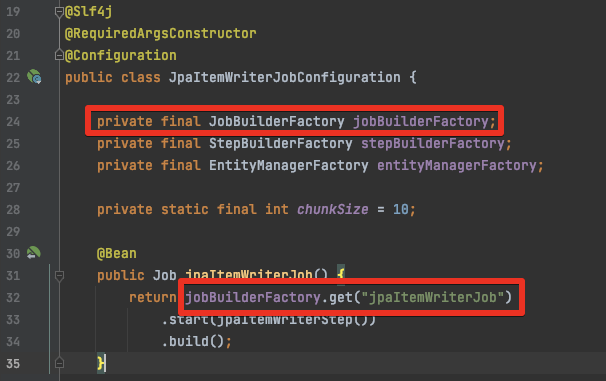 19 @Slf4j
20 @RequiredArgsConstructor
21 @Configuration
22 public class JpaItemWriterJobConfiguration {
23
24 private final JobBuilderFactory jobBuilderFactory;
25 private final StepBuilderFactory stepBuilderFactory;
26 private final EntityManagerFactory entityManagerFactory;
27
28 private static final int chunkSize = 10;
29
30 @Bean
31 public Job jpaItemWriterJob() {
32 return jobBuilderFactory.get("jpaItemWriterJob")
33 .start(jpaItemWriterStep())
34 .build();
35 }